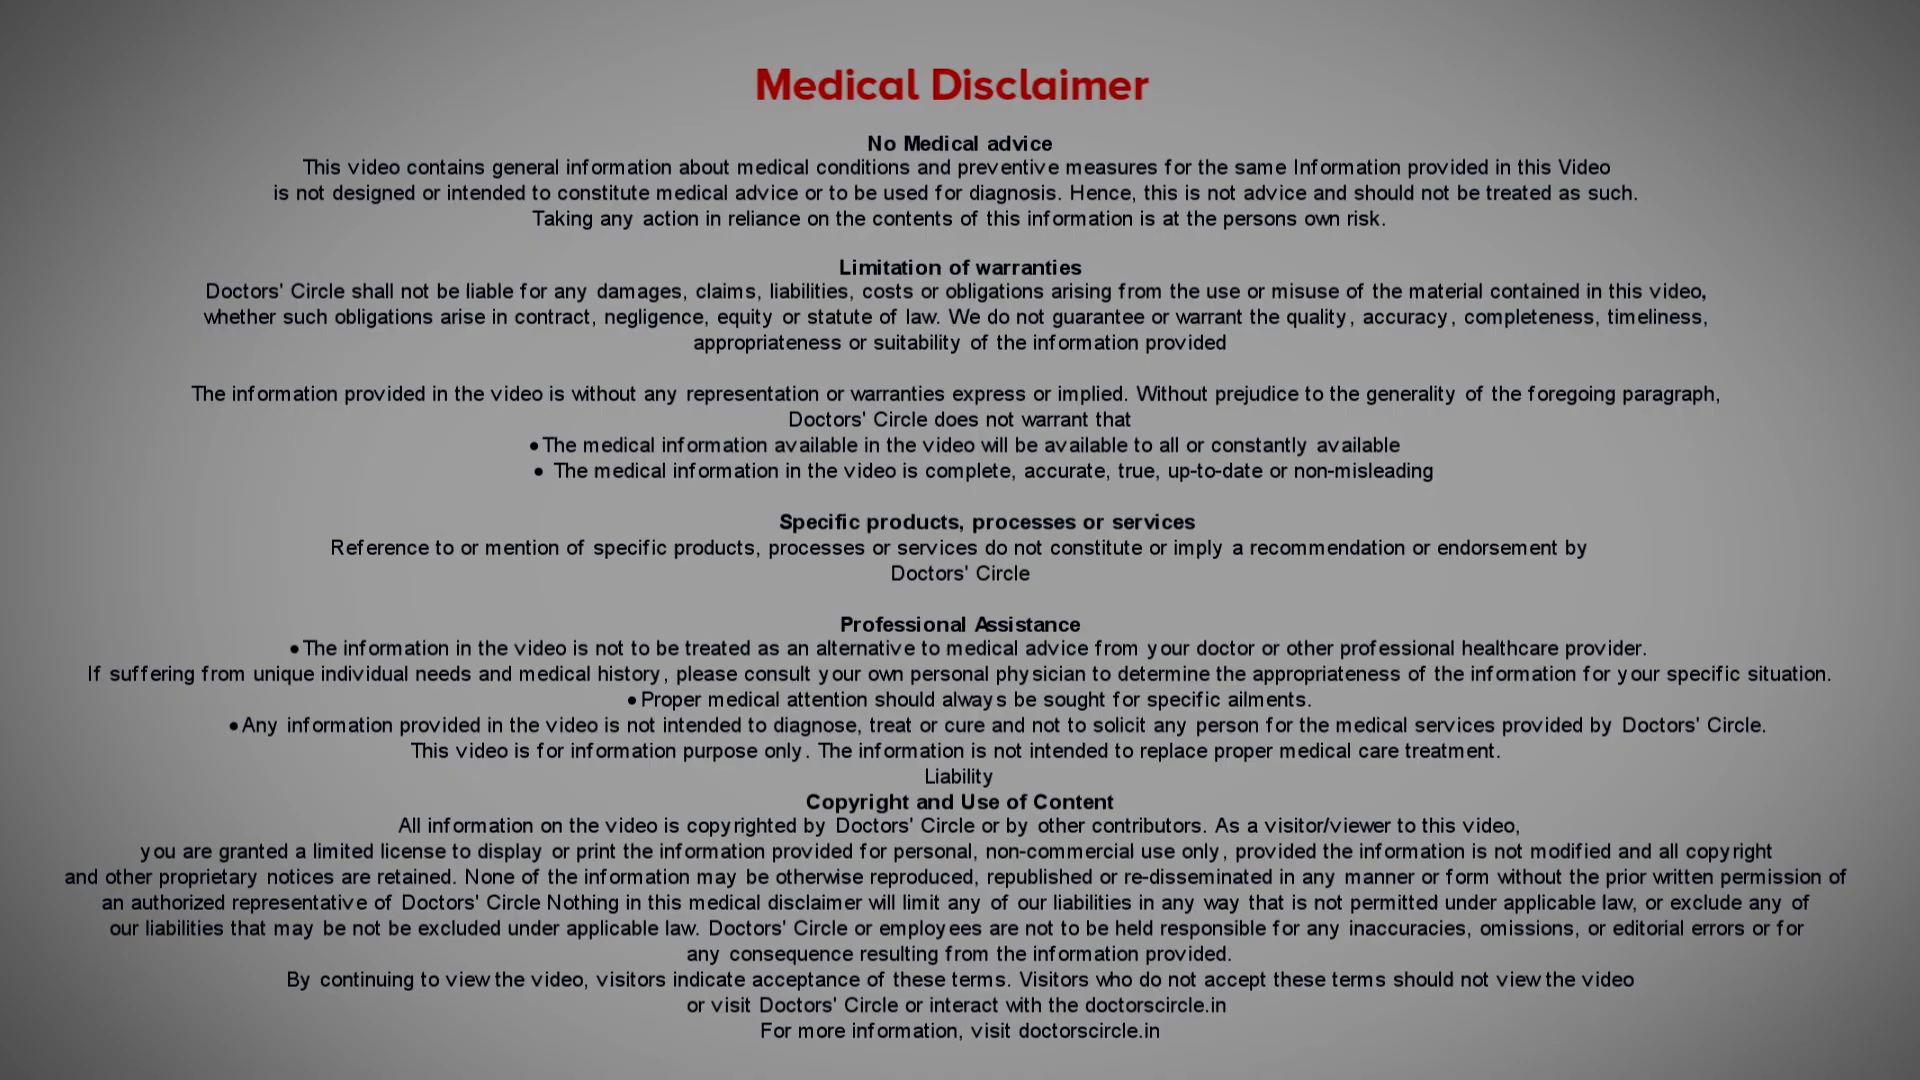 Medical Disclaimer
No Medical advice
This video contains general information about medical conditions and preventive measures for the same Information provided in this Video
is not designed or intended to constitute medical advice or to be used for diagnosis. Hence, this is not advice and should not be treated as such.
Taking any action in reliance on the contents of this information is at the persons own risk.
Limitation of warranties
Doctors' Circle shall not be liable for any damages, claims, liabilities, costs or obligations arising from the use or misuse of the material contained in this video,
whether such obligations arise in contract, negligence, equity or statute of law. We do not guarantee or warrant the quality, accuracy, completeness, timeliness,
appropriateness or suitability of the information provided
The information provided in the video is without any representation or warranties express or implied. Without prejudice to the generality of the foregoing paragraph,
Doctors' Circle does not warrant that
•The medical information available in the video will be available to all or constantly available
• The medical information in the video is complete, accurate, true, up-to-date or non-misleading
Specific products, processes or services
Reference to or mention of specific products, processes or services do not constitute or imply a recommendation or endorsement by
Doctors' Circle
Professional Assistance
•The information in the video is not to be treated as an alternative to medical advice from your doctor or other professional healthcare provider.
If suffering from unique individual needs and medical history, please consult your own personal physician to determine the appropriateness of the information for your specific situation.
•Proper medical attention should always be sought for specific ailments.
•Any information provided in the video is not intended to diagnose, treat or cure and not to solicit any person for the medical services provided by Doctors' Circle.
This video is for information purpose only. The information is not intended to replace proper medical care treatment.
Liability
Copyright and Use of Content
All information on the video is copyrighted by Doctors' Circle or by other contributors. As a visitor/viewer to this video,
you are granted a limited license to display or print the information provided for personal, non-commercial use only, provided the information is not modified and all copyright
and other proprietary notices are retained. None of the information may be otherwise reproduced, republished or re-disseminated in any manner or form without the prior written permission of
an authorized representative of Doctors' Circle Nothing in this medical disclaimer will limit any of our liabilities in any way that is not permitted under applicable law, or exclude any of
our liabilities that may be not be excluded under applicable law. Doctors' Circle or employees are not to be held responsible for any inaccuracies, omissions, or editorial errors or for
any consequence resulting from the information provided.
By continuing to view the video, visitors indicate acceptance of these terms. Visitors who do not accept these terms should not view the video
or visit Doctors' Circle or interact with the doctorscircle.in
For more information, visit doctorscircle.in